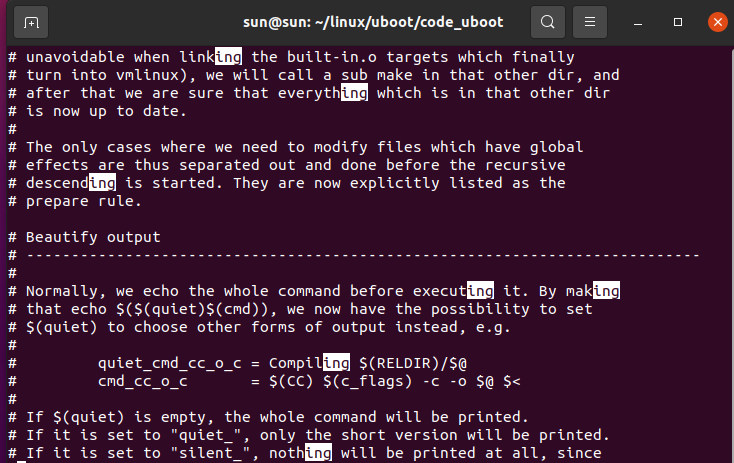 sun@sun: ~/linux/uboot/code_uboot
# unavoidable when linking the built-in.o targets which finally
# turn into vmlinux), we will call a sub make in that other dir, and
# after that we are sure that everything which is in that other dir
# is now up to date.
#
# The only cases where we need to modify files which have global
# effects are thus separated out and done before the recursive
# descending is started. They are now explicitly listed as the
# prepare rule.

# Beautify output
# ---------------------------------------------------------------------------
#
# Normally, we echo the whole command before executing it. By making
# that echo $($(quiet)$(cmd)), we now have the possibility to set
# $(quiet) to choose other forms of output instead, e.g.
#
#         quiet_cmd_cc_o_c = Compiling $(RELDIR)/$@
#         cmd_cc_o_c       = $(CC) $(c_flags) -c -o $@ $<
#
# If $(quiet) is empty, the whole command will be printed.
# If it is set to "quiet_", only the short version will be printed.
# If it is set to "silent_", nothing will be printed at all, since